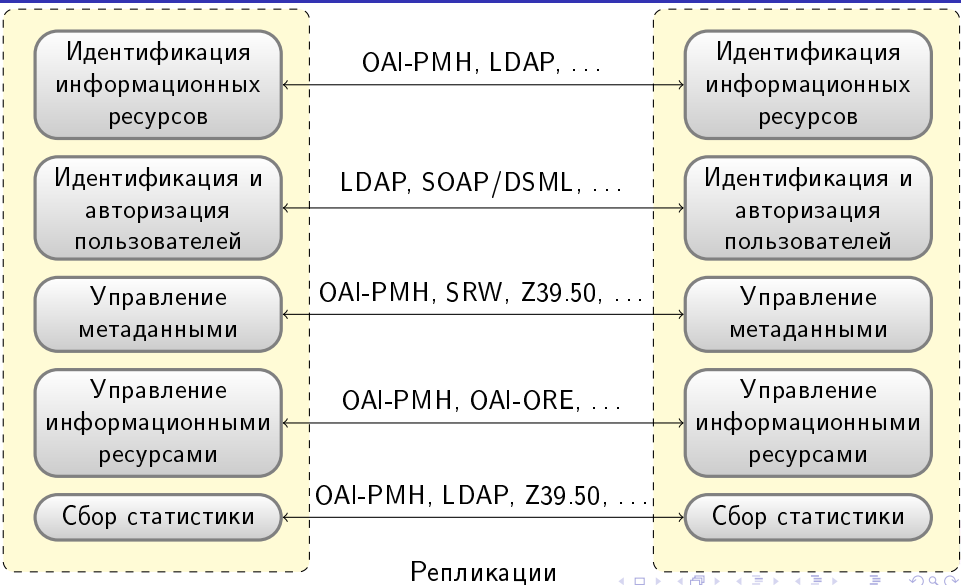 Идентификация
информационных
ресурсов
OAI-PMH, LDAP, ...
Идентификация
информационных
ресурсов
Идентификация и
авторизация
пользователей
LDAP, SOAP/DSML, ...
Идентификация и
авторизация
пользователей
Управление
метаданными
OAI-PMH, SRW, Z39.50, ...
Управление
метаданными
Управление
информационными
ресурсами
OAI-PMH, OAI-ORE, ...
Управление
информационными
ресурсами
Сбор статистики
OAI-PMH, LDAP, Z39.50, ...
Сбор статистики
Репликации